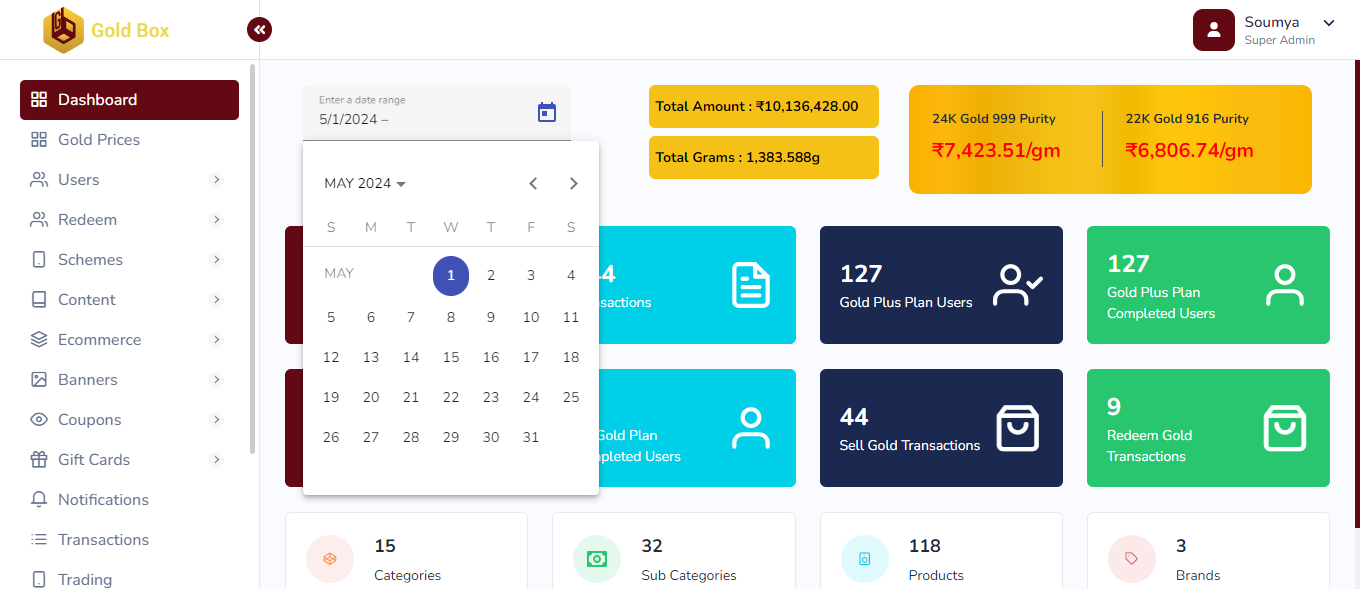 Gold Box
Soumya
Super Admin
Dashboard
Gold Prices
Users
Redeem
Schemes
Content
Ecommerce
Banners
Coupons
Gift Cards
Notifications
Transactions
Trading
Enter a date range
5/1/2024 –
MAY 2024
S M T W T F S
MAY 1 2 3 4
5 6 7 8 9 10 11
12 13 14 15 16 17 18
19 20 21 22 23 24 25
26 27 28 29 30 31
Total Amount : ₹10,136,428.00
Total Grams : 1,383.588g
24K Gold 999 Purity
₹7,423.51/gm
22K Gold 916 Purity
₹6,806.74/gm
127
Gold Plus Plan Users
127
Gold Plus Plan
Completed Users
Gold Plan
Users
44
Sell Gold Transactions
9
Redeem Gold
Transactions
15
Categories
32
Sub Categories
118
Products
3
Brands